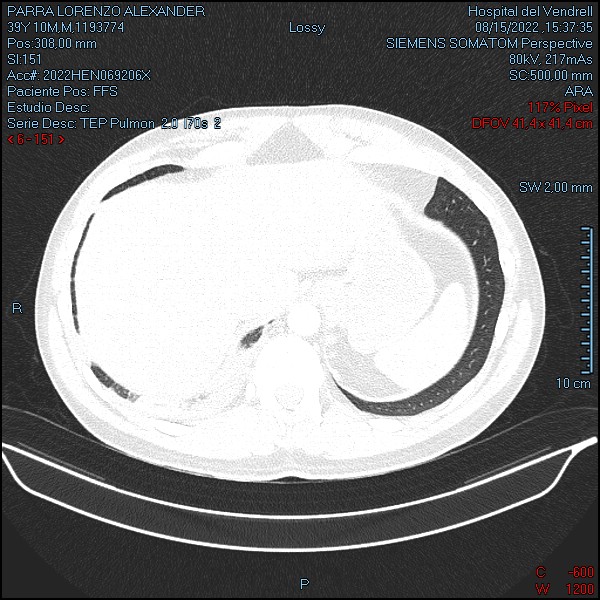 PARRA LORENZO ALEXANDER
39Y 10M,M,1193774
Pos:308,00 mm
SI:151
Acc#: 2022HEN069206X
Paciente Pos: FFS
Estudio Desc:
Serie Desc: TEP Pulmon 2.0 I70s 2
< 6 - 151 >
Lossy
Hospital del Vendrell
08/15/2022 ,15:37:35
SIEMENS SOMATOM Perspective
80kV, 217mAs
SC:500,00 mm
ARA
117% Pixel
DFOV 41.4x 41.4 cm
SW 2,00 mm
R
10 cm
P
C -600
W 1200